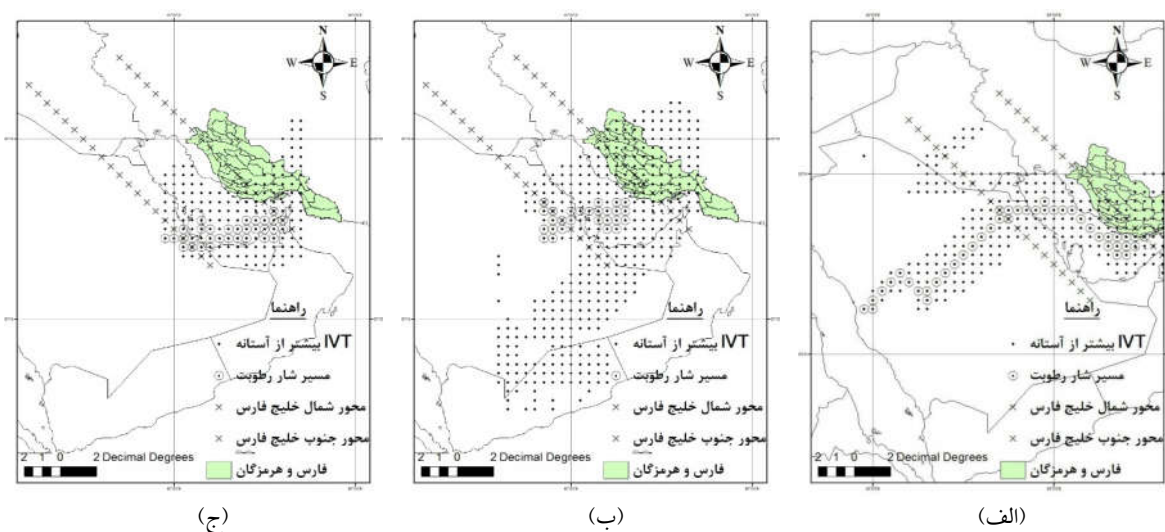 N
W E
S
راهنما
IVT بیشتر از آستانه
مسیر شار رطوبت
محور شمال خلیج فارس
محور جنوب خلیج فارس
فارس و هرمزگان
2 1 0 2 Decimal Degrees
(الف)
N
W E
S
راهنما
IVT بیشتر از آستانه
مسیر شار رطوبت
محور شمال خلیج فارس
محور جنوب خلیج فارس
فارس و هرمزگان
2 1 0 2 Decimal Degrees
(ب)
N
W E
S
راهنما
IVT بیشتر از آستانه
مسیر شار رطوبت
محور شمال خلیج فارس
محور جنوب خلیج فارس
فارس و هرمزگان
2 1 0 2 Decimal Degrees
(ج)